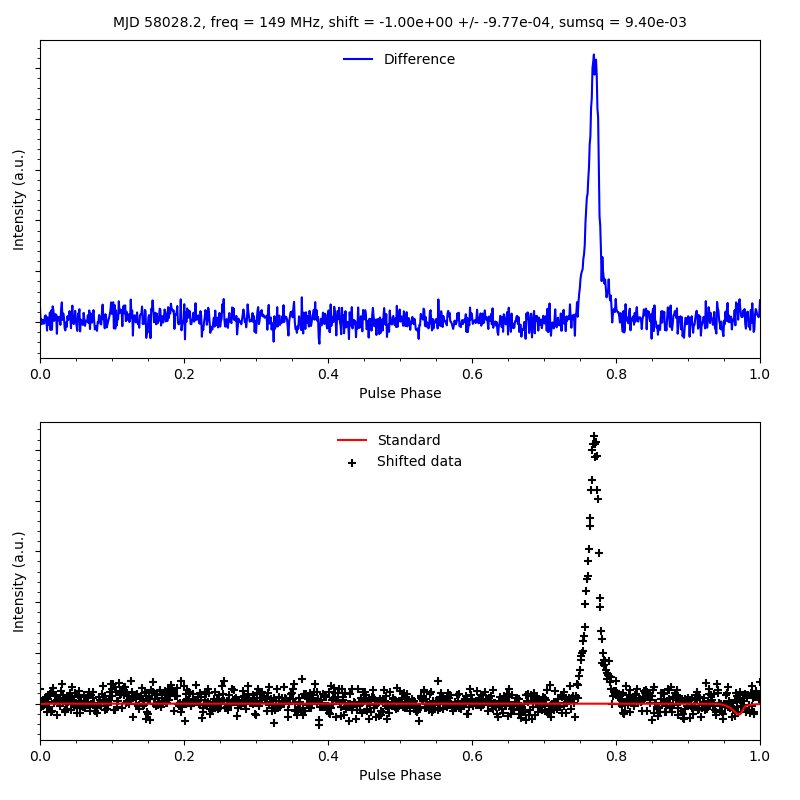 MJD 58028.2, freq = 149 MHz, shift = -1.00e+00 +/- -9.77e-04, sumsq = 9.40e-03
Difference
Intensity (a.u.)
0.0 0.2 0.4 0.6 0.8 1.0
Pulse Phase
Standard
Shifted data
Intensity (a.u.)
0.0 0.2 0.4 0.6 0.8 1.0
Pulse Phase